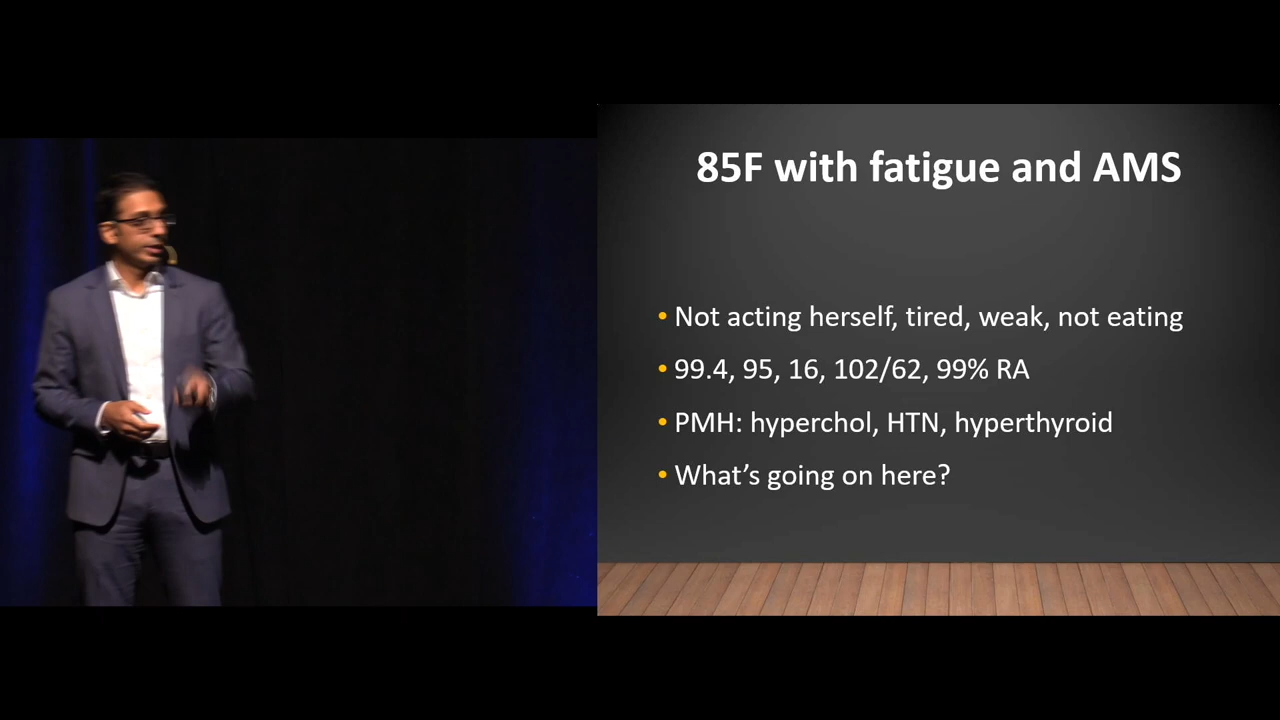 85F with fatigue and AMS
• Not acting herself, tired, weak, not eating
• 99.4, 95, 16, 102/62, 99% RA
• PMH: hyperchol, HTN, hyperthyroid
• What's going on here?